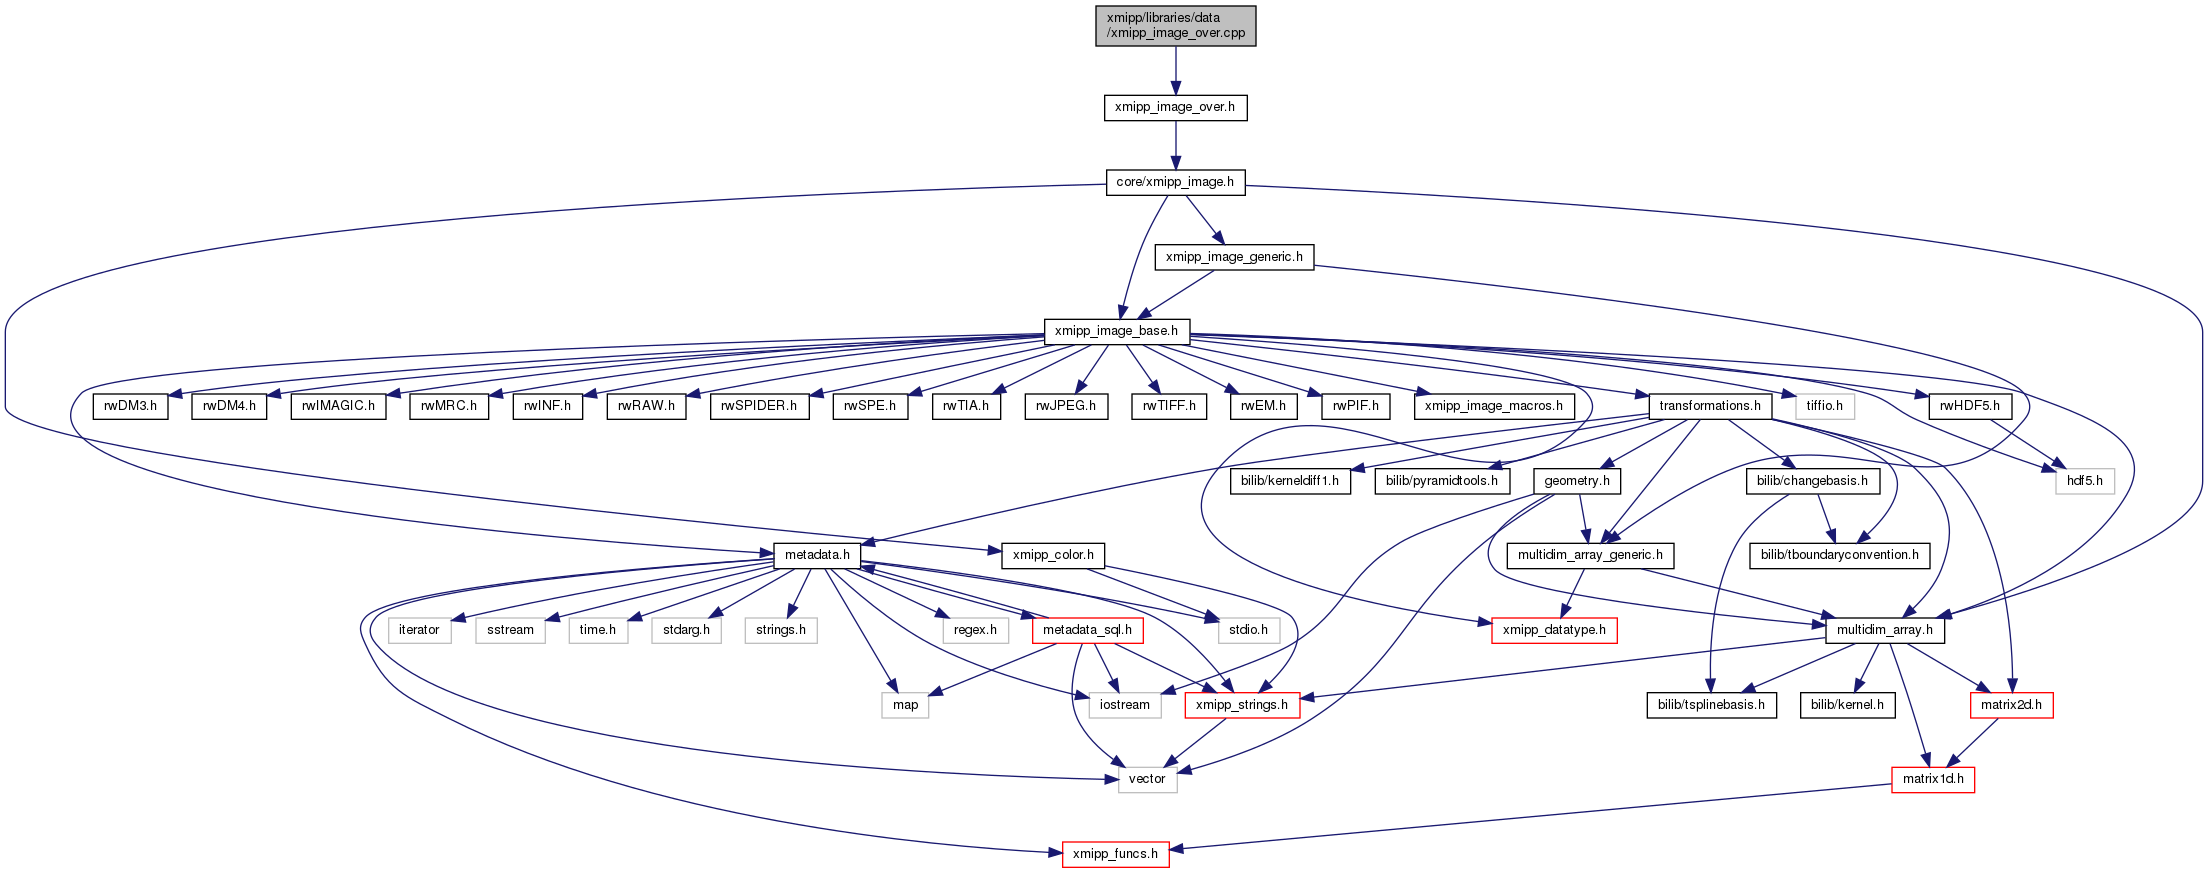 xmipp/libraries/data
/xmipp_image_over.cpp
xmipp_image_over.h
core/xmipp_image.h
xmipp_image_generic.h
xmipp_image_base.h
rwDM3.h
rwDM4.h
rwIMAGIC.h
rwMRC.h
rwINF.h
rwRAW.h
rwSPIDER.h
rwSPE.h
rwTIA.h
rwJPEG.h
rwTIFF.h
rwEM.h
rwPIF.h
xmipp_image_macros.h
transformations.h
tiffio.h
rwHDF5.h
bilib/kerneldiff1.h
bilib/pyramidtools.h
geometry.h
bilib/changebasis.h
hdf5.h
metadata.h
xmipp_color.h
multidim_array_generic.h
bilib/tboundaryconvention.h
iterator
sstream
time.h
stdarg.h
strings.h
regex.h
metadata_sql.h
stdio.h
xmipp_datatype.h
multidim_array.h
map
iostream
xmipp_strings.h
bilib/tsplinebasis.h
bilib/kernel.h
matrix2d.h
vector
matrix1d.h
xmipp_funcs.h